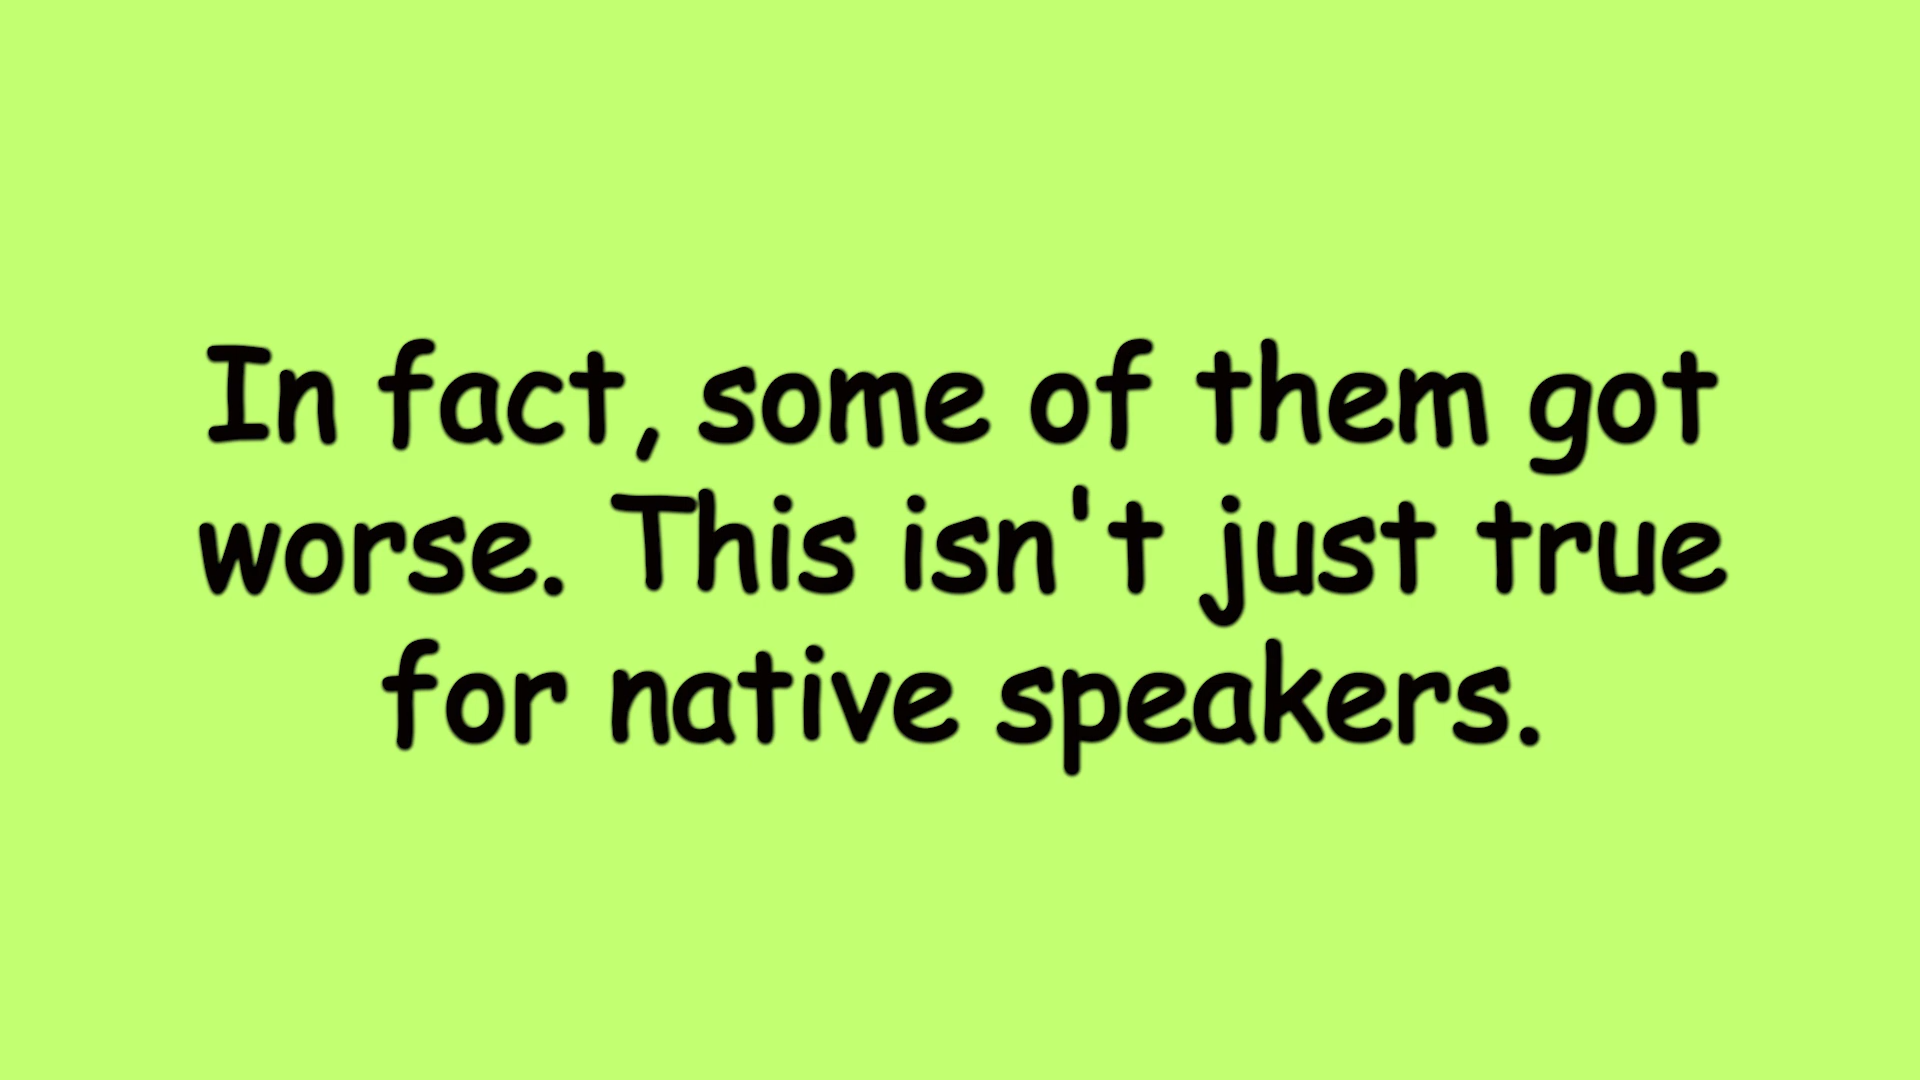 In fact, some of them got
worse. This isn't just true
for native speakers.